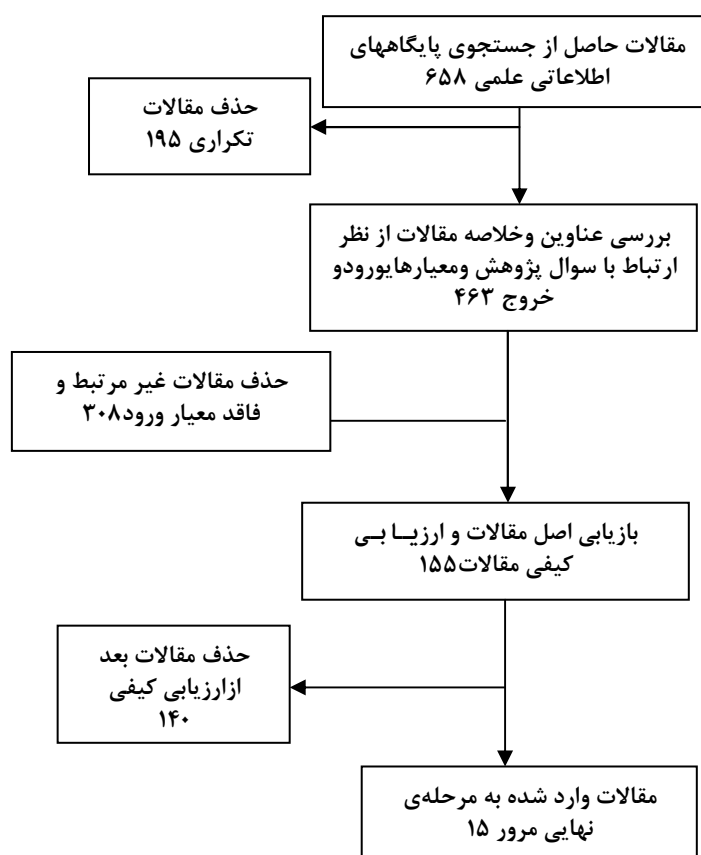 مقالات حاصل از جستجوی پایگاههای
اطلاعاتی علمی ۶۵۸
حذف مقالات
تکراری ۱۹۵
بررسی عناوین وخلاصه مقالات از نظر
ارتباط با سوال پژوهش ومعیارهایورودو
خروج ۴۶۳
حذف مقالات غیر مرتبط و
فاقد معیار ورود۳۰۸
بازیابی اصل مقالات و ارزیــا بــی
کیفی مقالات۱۵۵
حذف مقالات بعد
ازارزیابی کیفی
۱۴۰
مقالات وارد شده به مرحله‌ی
نهایی مرور ۱۵